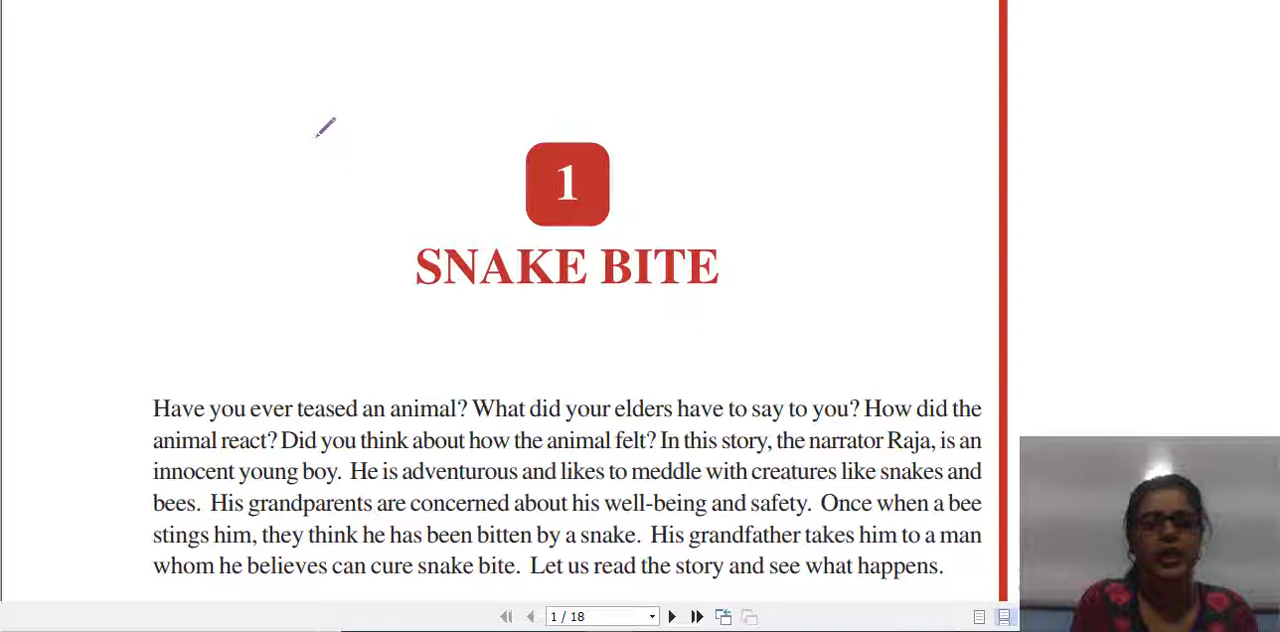 1
SNAKE BITE
Have you ever teased an animal? What did your elders have to say to you? How did the
animal react? Did you think about how the animal felt? In this story, the narrator Raja, is an
innocent young boy. He is adventurous and likes to meddle with creatures like snakes and
bees. His grandparents are concerned about his well-being and safety. Once when a bee
stings him, they think he has been bitten by a snake. His grandfather takes him to a man
whom he believes can cure snake bite. Let us read the story and see what happens.
1 / 18